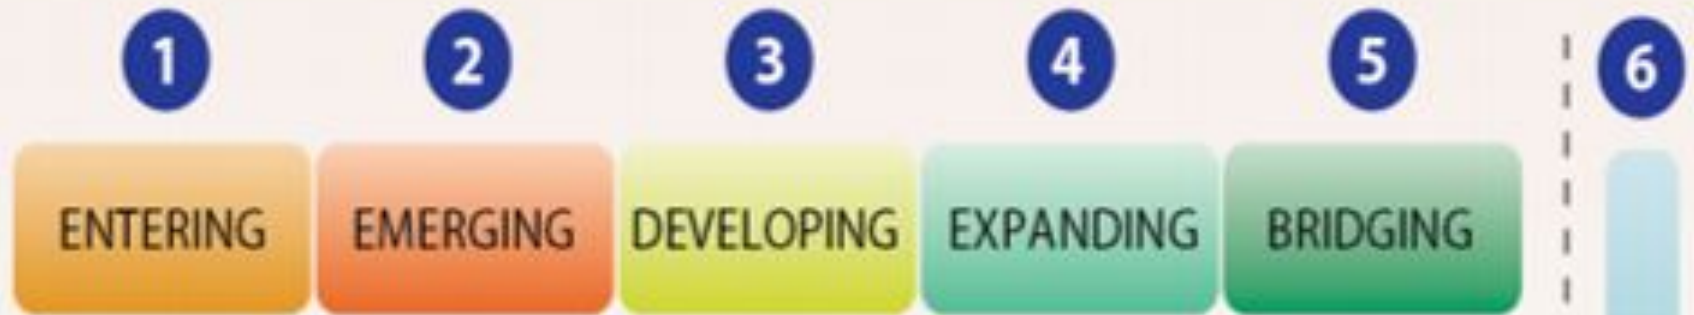 1 2 3 4 5 6
ENTERING EMERGING DEVELOPING EXPANDING BRIDGING